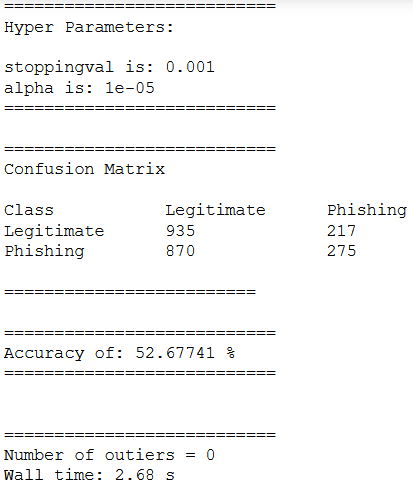 ===========================
Hyper Parameters:
stoppingval is: 0.001
alpha is: 1e-05
===========================
===========================
Confusion Matrix
Class Legitimate Phishing
Legitimate 935 217
Phishing 870 275
=========================
===========================
Accuracy of: 52.67741 %
===========================
===========================
Number of outiers = 0
Wall time: 2.68 s